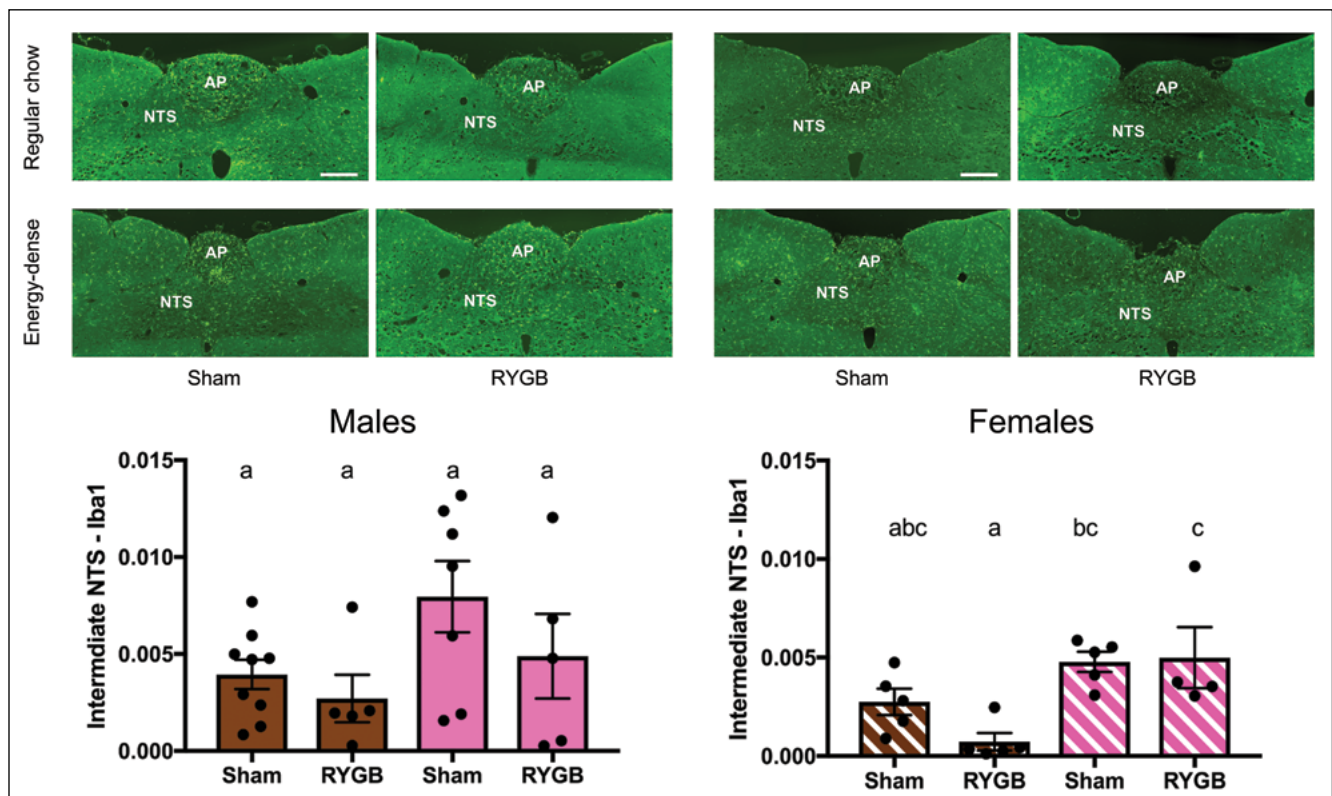 Regular chow
AP
NTS
AP
NTS
AP
NTS
AP
NTS
Energy-dense
AP
NTS
AP
NTS
AP
NTS
AP
NTS
Sham
RYGB
Sham
RYGB
Males
Intermdiate NTS - Iba1
0.015
0.010
0.005
0.000
a
a
a
a
Sham
RYGB
Sham
RYGB
Females
Intermediate NTS - Iba1
0.015
0.010
0.005
0.000
abc
a
bc
c
Sham
RYGB
Sham
RYGB